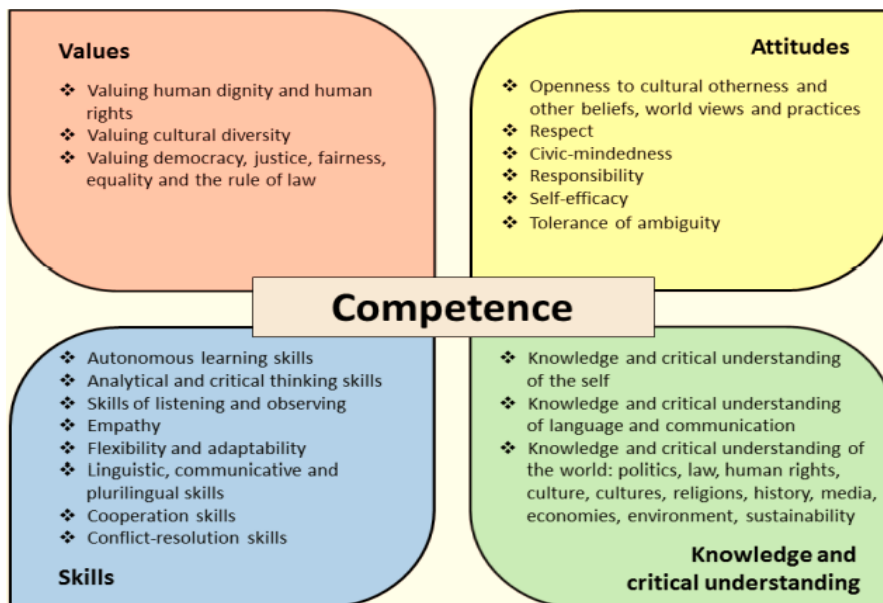 Values
❖ Valuing human dignity and human
rights
❖ Valuing cultural diversity
❖ Valuing democracy, justice, fairness,
equality and the rule of law
Attitudes
❖ Openness to cultural otherness and
other beliefs, world views and practices
❖ Respect
❖ Civic-mindedness
❖ Responsibility
❖ Self-efficacy
❖ Tolerance of ambiguity
Competence
❖ Autonomous learning skills
❖ Analytical and critical thinking skills
❖ Skills of listening and observing
❖ Empathy
❖ Flexibility and adaptability
❖ Linguistic, communicative and
plurilingual skills
❖ Cooperation skills
❖ Conflict-resolution skills
Skills
❖ Knowledge and critical understanding
of the self
❖ Knowledge and critical understanding
of language and communication
❖ Knowledge and critical understanding of
the world: politics, law, human rights,
culture, cultures, religions, history, media,
economies, environment, sustainability
Knowledge and
critical understanding